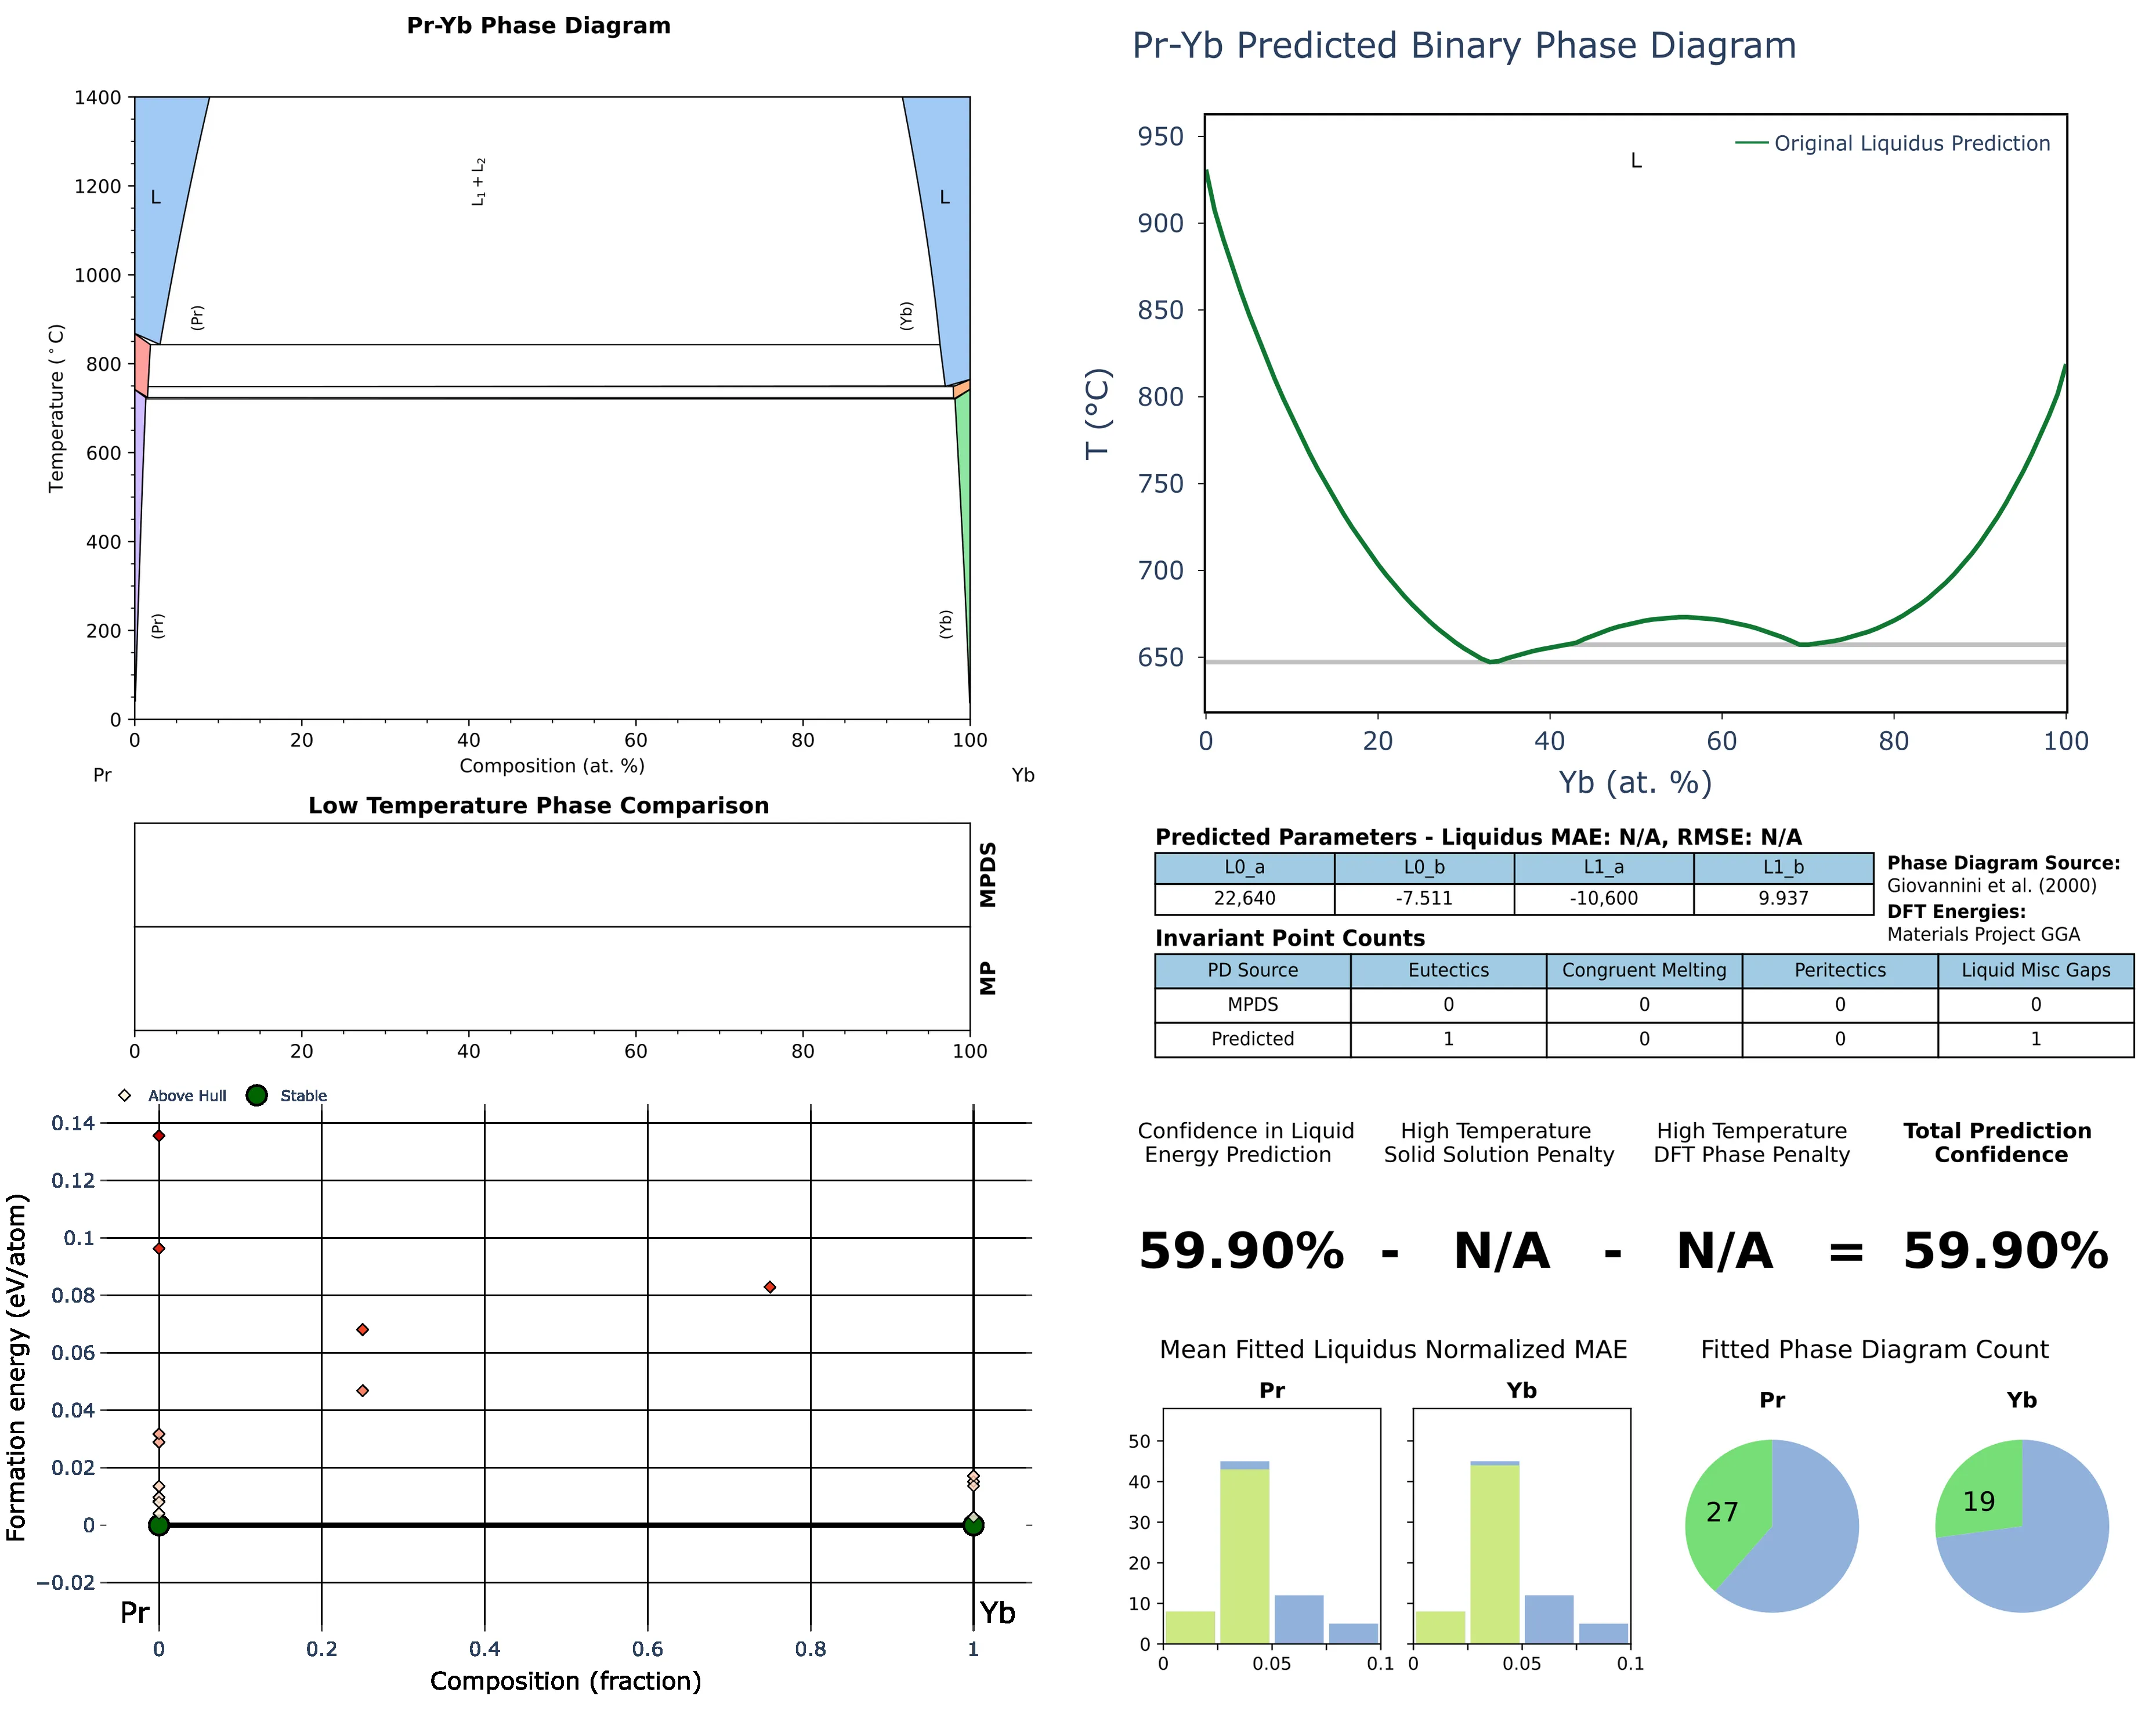 Pr-Yb Phase Diagram
1400
1200
1000
800
600
400
200
0
Temperature (°C)
L
L₁ + L₂
L
(Pr)
(Yb)
(Pr)
(Yb)
0 20 40 60 80 100
Composition (at. %)
Pr Yb
Low Temperature Phase Comparison
MPDS
MP
0 20 40 60 80 100
Above Hull Stable
0.14
0.12
0.1
0.08
0.06
0.04
0.02
0
−0.02
Formation energy (eV/atom)
Pr Yb
0 0.2 0.4 0.6 0.8 1
Composition (fraction)
Pr-Yb Predicted Binary Phase Diagram
950
900
850
800
750
700
650
T (°C)
L
Original Liquidus Prediction
0 20 40 60 80 100
Yb (at. %)
Predicted Parameters - Liquidus MAE: N/A, RMSE: N/A
L0_a L0_b L1_a L1_b
22,640 -7.511 -10,600 9.937
Phase Diagram Source:
Giovannini et al. (2000)
DFT Energies:
Materials Project GGA
Invariant Point Counts
PD Source Eutectics Congruent Melting Peritectics Liquid Misc Gaps
MPDS 0 0 0 0
Predicted 1 0 0 1
Confidence in Liquid
Energy Prediction
High Temperature
Solid Solution Penalty
High Temperature
DFT Phase Penalty
Total Prediction
Confidence
59.90% - N/A - N/A = 59.90%
Mean Fitted Liquidus Normalized MAE
Pr Yb
50
40
30
20
10
0
0 0.05 0.1 0 0.05 0.1
Fitted Phase Diagram Count
Pr Yb
27 19